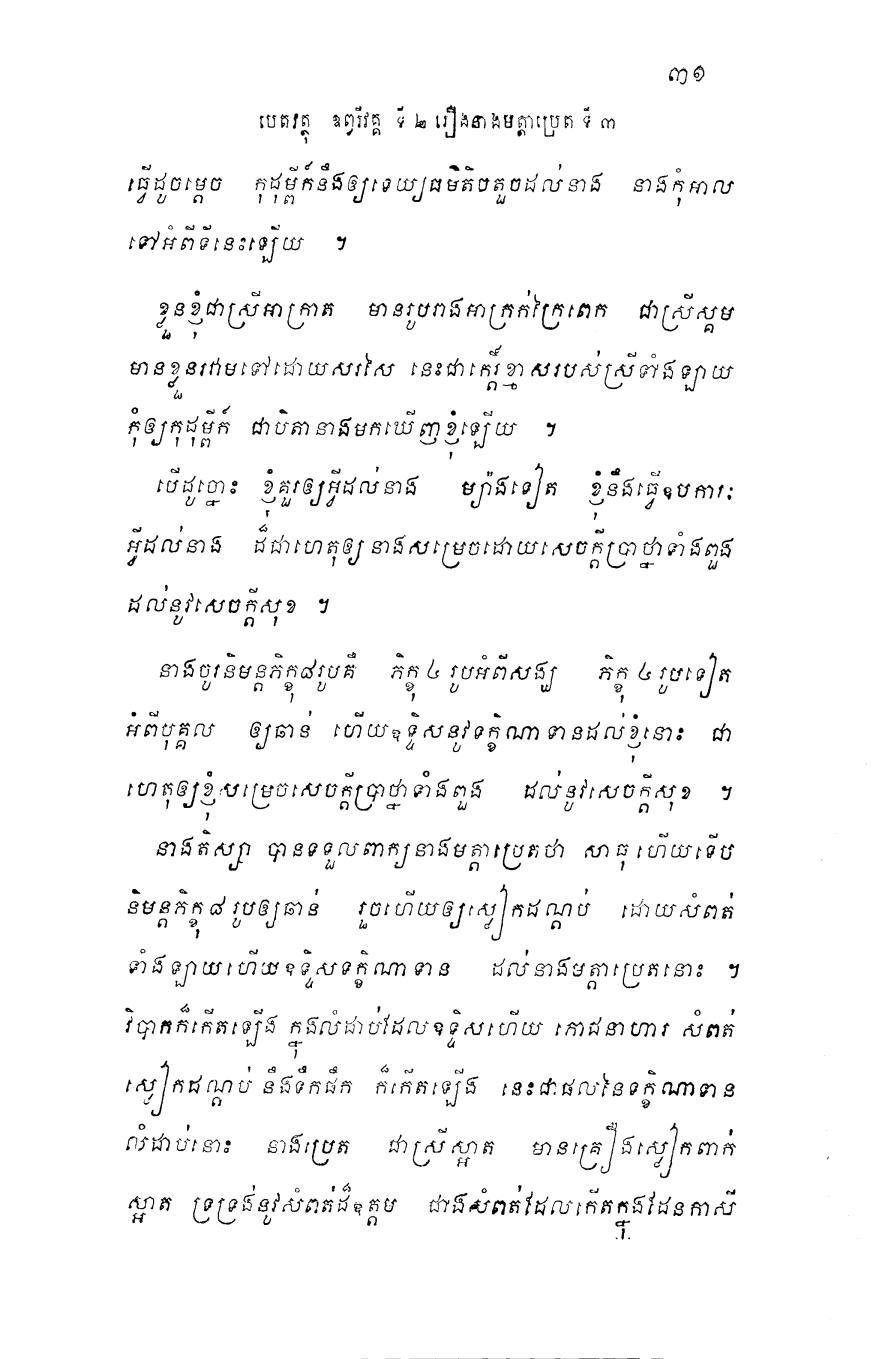 ៣១
បេតវត្ថុ ឧព្វរីវគ្គ ទី ២ រឿងនាងមត្តាប្រេត ទី ៣
ធ្វើដូចម្តេច កុដុម្ពីក៍នឹងឲ្យទេយ្យធម៌តិចតួចដល់នាង នាងកុំអាល
ទៅអំពីទីនេះឡើយ ។
ខ្លួនខ្ញុំជាស្រីអាក្រាត មានរូបរាងអាក្រក់ក្រៃពេក ជាស្រីស្គម
មានខ្លួនរវាមទៅដោយសរសៃ នេះជាកេរ្តិ៍ខ្មាសរបស់ស្រីទាំងឡាយ
កុំឲ្យកុដុម្ពីក៍ ជាបិតានាងមកឃើញខ្ញុំឡើយ ។
បើដូច្នោះ ខ្ញុំគួរឲ្យអ្វីដល់នាង ម្យ៉ាងទៀត ខ្ញុំនឹងធ្វើឧបការៈ
អ្វីដល់នាង ដ៏ជាហេតុឲ្យនាងសម្រេចដោយសេចក្តីប្រាថ្នាទាំងពួង
ដល់នូវសេចក្តីសុខ ។
នាងចូរនិមន្តភិក្ខុ៨រូបគឺ ភិក្ខុ ៤ រូបអំពីសង្ឃ ភិក្ខុ ៤ រូបទៀត
អំពីបុគ្គល ឲ្យឆាន់ ហើយឧទ្ទិសនូវទក្ខិណាទានដល់ខ្ញុំនោះ ជា
ហេតុឲ្យខ្ញុំសម្រេចសេចក្តីប្រាថ្នាទាំងពួង ដល់នូវសេចក្តីសុខ ។
នាងតិស្សា បានទទួលពាក្យនាងមត្តាប្រេតថា សាធុ ហើយទើប
និមន្តភិក្ខុ ៨ រូបឲ្យឆាន់ រួចហើយឲ្យស្លៀកដណ្តប់ ដោយសំពត់
ទាំងឡាយហើយឧទ្ទិសទក្ខិណាទាន ដល់នាងមត្តាប្រេតនោះ ។
វិបាកក៏កើតឡើង ក្នុងលំដាប់ដែលឧទ្ទិសហើយ ភោជនាហារ សំពត់
ស្លៀកដណ្តប់ នឹងទឹកផឹក ក៏កើតឡើង នេះជាផលនៃទក្ខិណាទាន
លំដាប់នោះ នាងប្រេត ជាស្រីស្អាត មានគ្រឿងស្លៀកពាក់
ស្អាត ទ្រទ្រង់នូវសំពត់ដ៏ឧត្តម ជាងសំពត់ដែលកើតក្នុងដែនកាសី